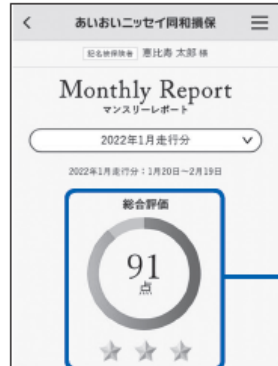 あいおいニッセイ同和損保
記名被保険者 恵比寿 太郎 様
Monthly Report
マンスリーレポート
2022年1月走行分
2022年1月走行分：1月20日～2月19日
総合評価
91
点